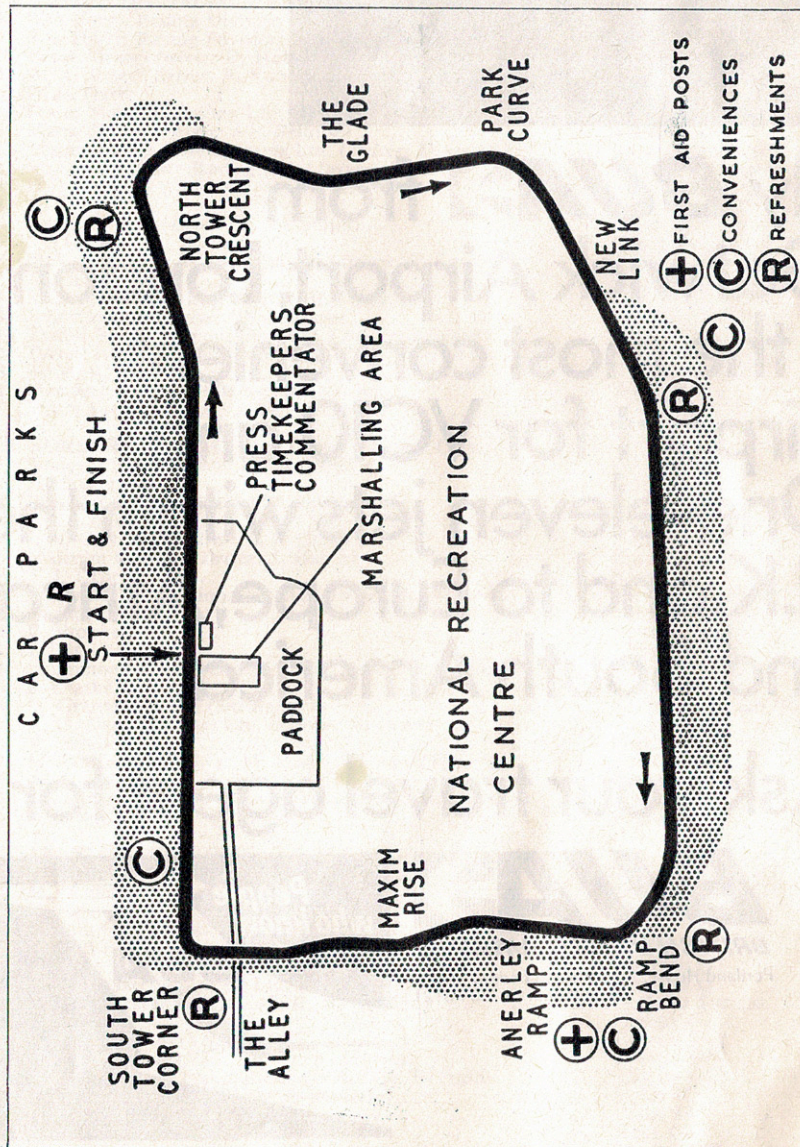 CAR PARKS
+ R
START & FINISH
C
R
C
SOUTH
TOWER
CORNER
R
THE
ALLEY
NORTH
TOWER
CRESCENT
PRESS
TIMEKEEPERS
COMMENTATOR
MARSHALLING AREA
PADDOCK
THE
GLADE
MAXIM
RISE
NATIONAL RECREATION
CENTRE
PARK
CURVE
ANERLEY
RAMP
+
C
NEW
LINK
RAMP
BEND
R
R
C
+ FIRST AID POSTS
C CONVENIENCES
R REFRESHMENTS